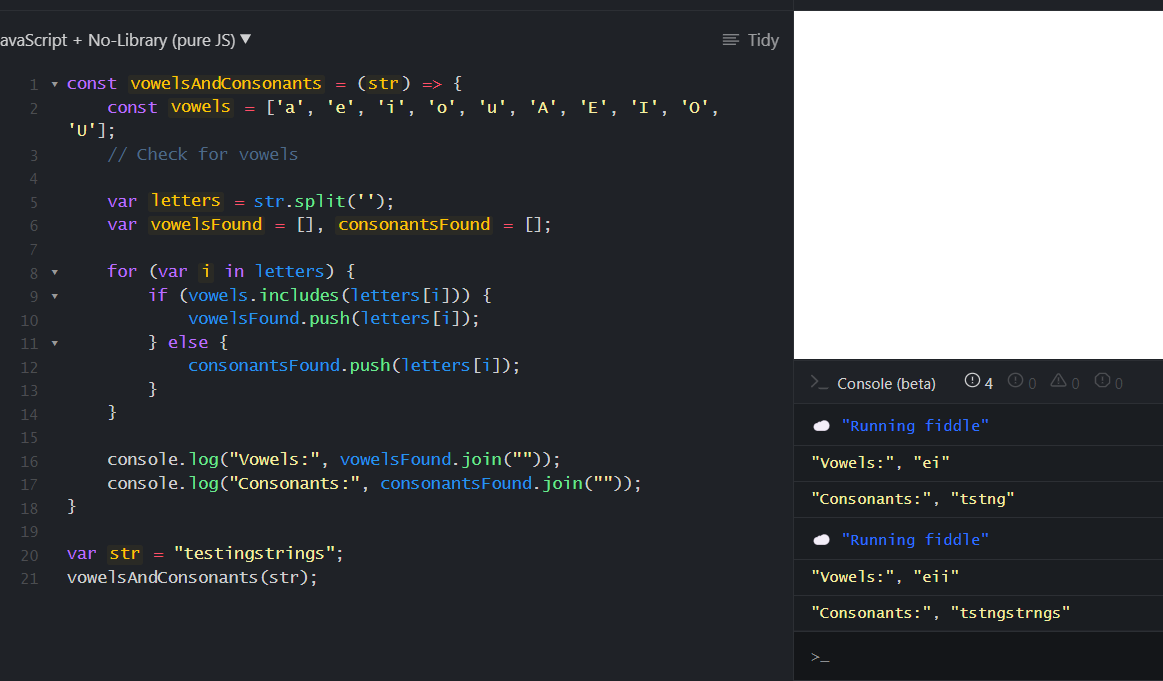 avaScript + No-Library (pure JS) ▼
Tidy
1 ▾ const vowelsAndConsonants = (str) => {
2     const vowels = ['a', 'e', 'i', 'o', 'u', 'A', 'E', 'I', 'O',
'U'];
3     // Check for vowels
4
5     var letters = str.split('');
6     var vowelsFound = [], consonantsFound = [];
7
8 ▾     for (var i in letters) {
9 ▾         if (vowels.includes(letters[i])) {
10             vowelsFound.push(letters[i]);
11 ▾         } else {
12             consonantsFound.push(letters[i]);
13         }
14     }
15
16     console.log("Vowels:", vowelsFound.join(""));
17     console.log("Consonants:", consonantsFound.join(""));
18 }
19
20 var str = "testingstrings";
21 vowelsAndConsonants(str);
>_ Console (beta) 4 0 0 0
"Running fiddle"
"Vowels:", "ei"
"Consonants:", "tstng"
"Running fiddle"
"Vowels:", "eii"
"Consonants:", "tstngstrngs"
>_